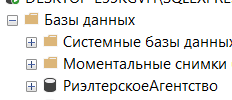 Базы данных
Системные базы данных
Моментальные снимки
РиэлтерскоеАгентство